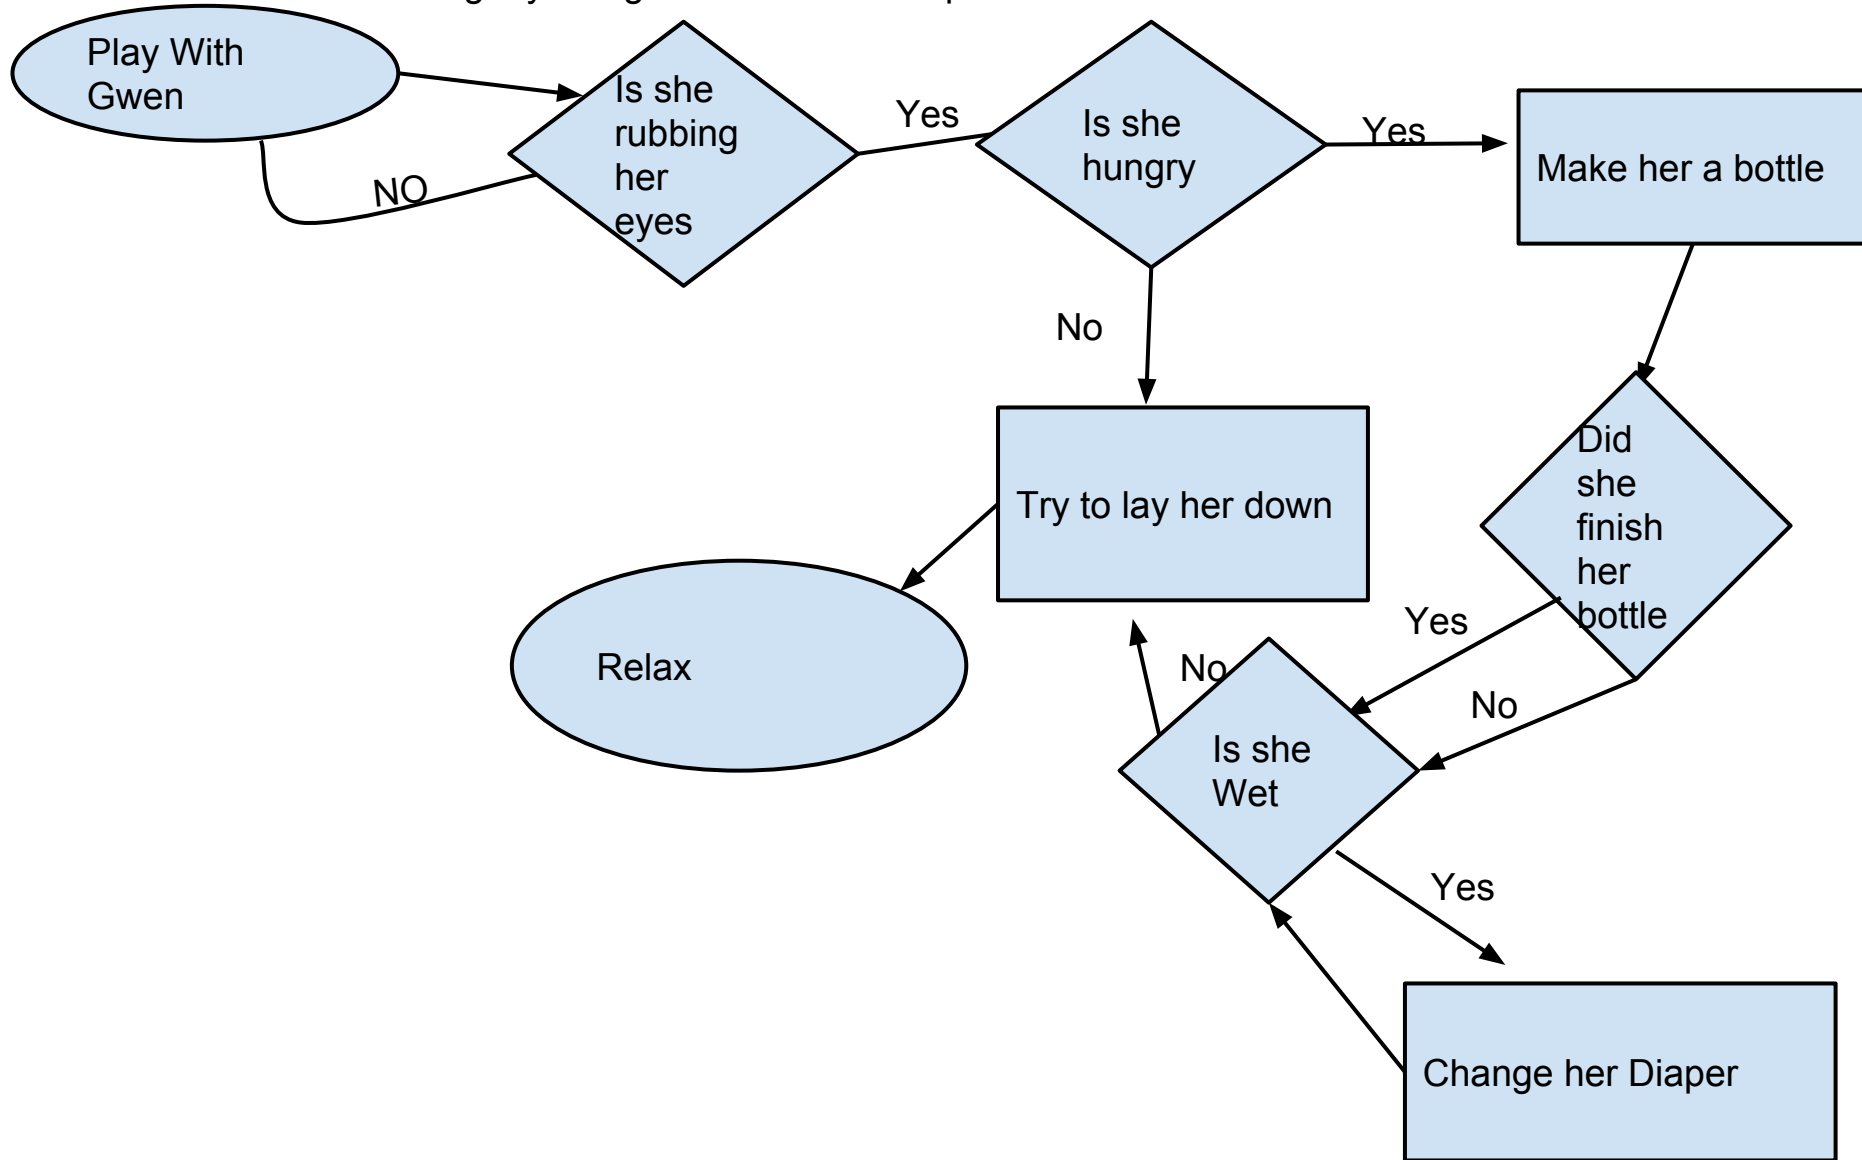 Play With
Gwen
Is she
rubbing
her
eyes
NO
Yes
Is she
hungry
Yes
Make her a bottle
No
Try to lay her down
Did
she
finish
her
bottle
Yes
No
Relax
No
Is she
Wet
Yes
Change her Diaper